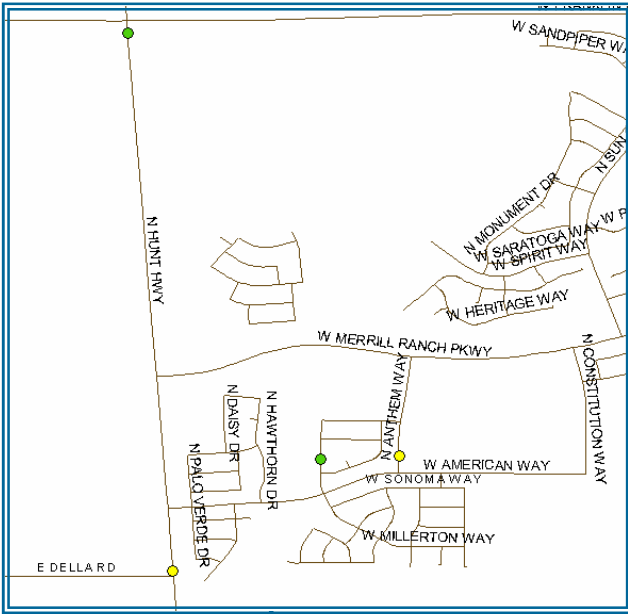 W SANDPIPER WA
N SUN
N MONUMENT DR
W P
W SARATOGA WAY
W SPIRIT WAY
N HUNT HWY
W HERITAGE WAY
W MERRILL RANCH PKWY
N CONSTITUTION WAY
N ANTHEM WAY
N DAISY DR
N HAWTHORN DR
N PALO VERDE DR
W AMERICAN WAY
W SONOMA WAY
W MILLERTON WAY
E DELLA RD